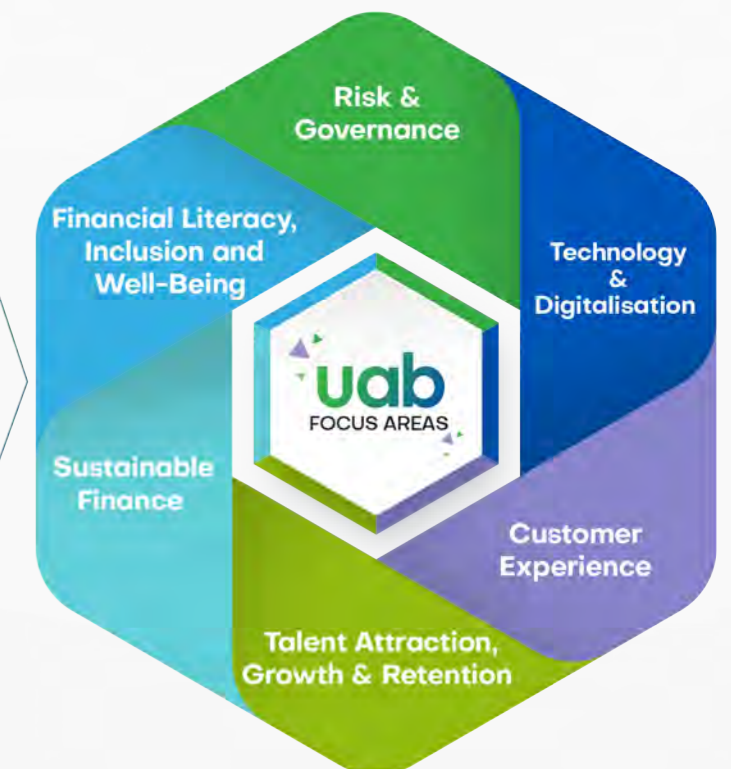 Risk &
Governance
Technology
&
Digitalisation
Customer
Experience
Talent Attraction,
Growth & Retention
Sustainable
Finance
Financial Literacy,
Inclusion and
Well-Being
uab
FOCUS AREAS